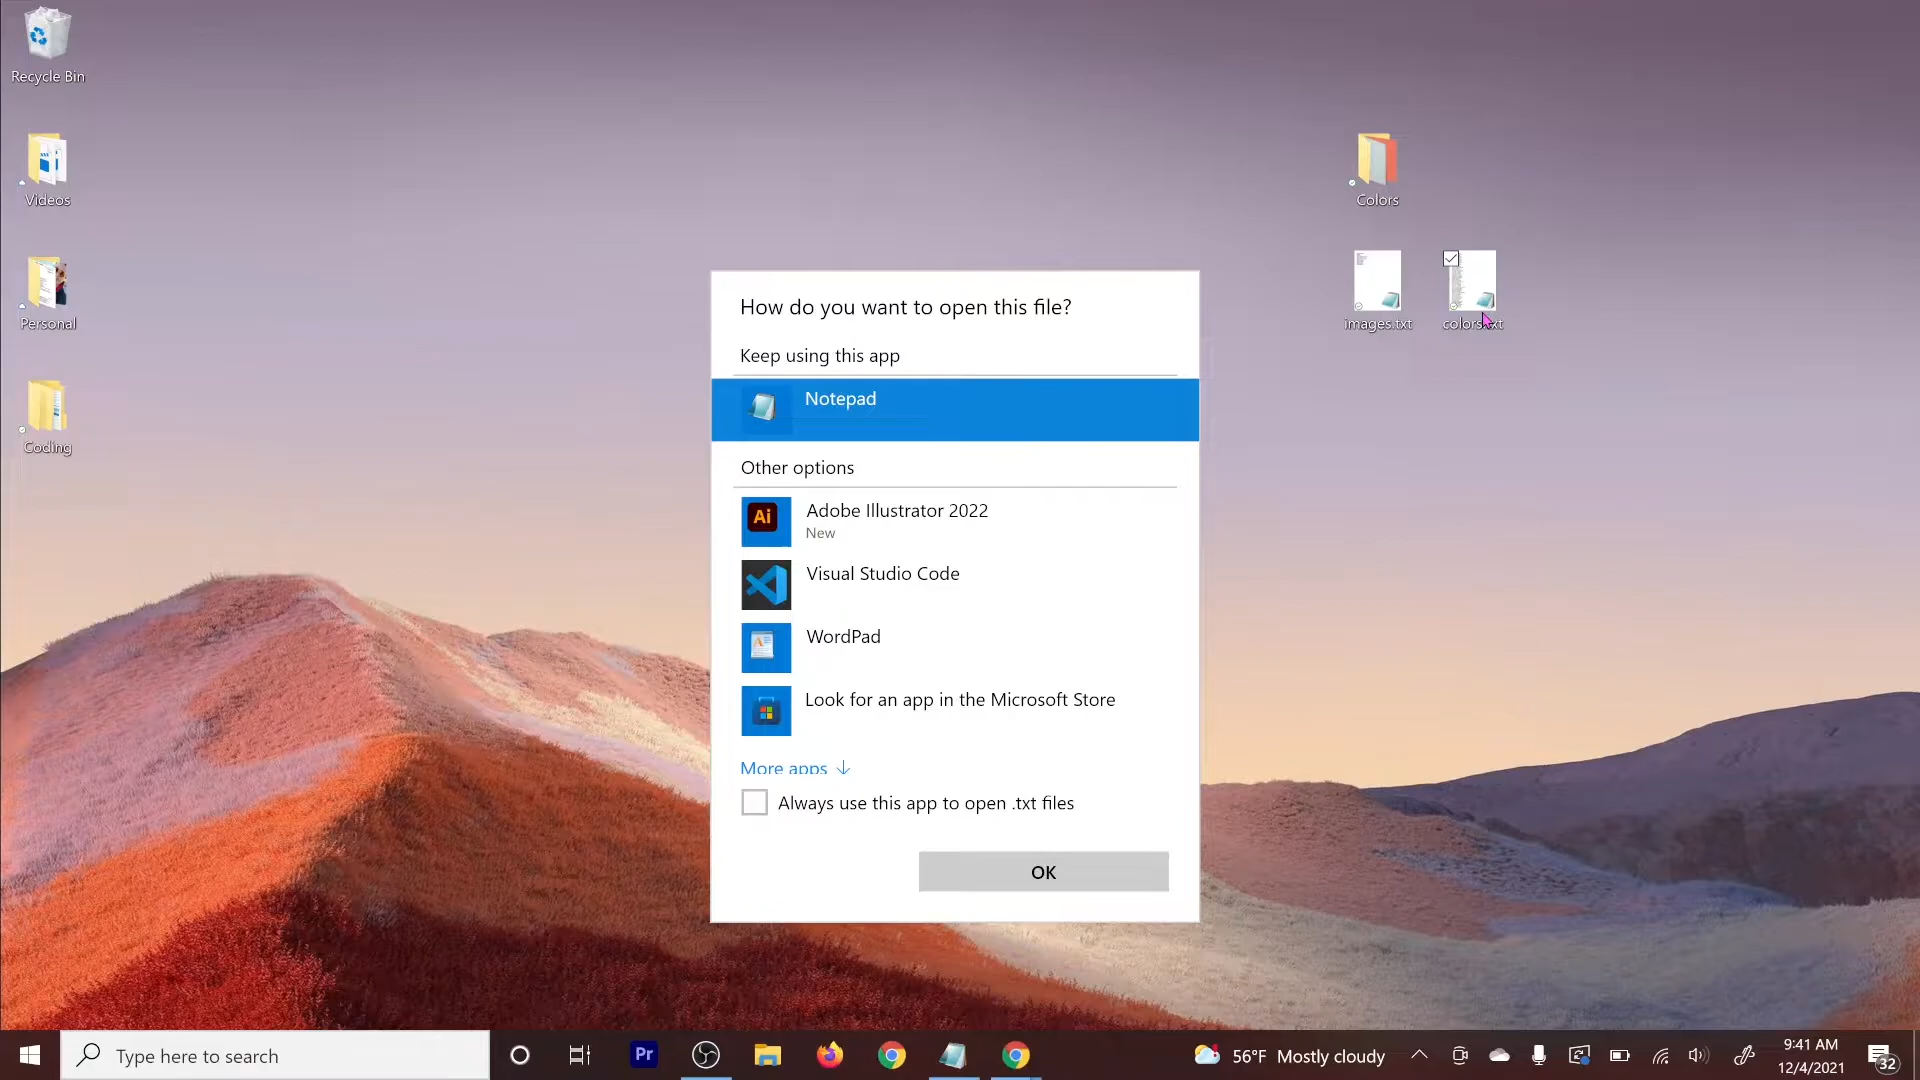 Recycle Bin
Videos
Personal
Coding
Colors
images.txt
colors.txt
How do you want to open this file?
Keep using this app
Notepad
Other options
Ai
Adobe Illustrator 2022
New
Visual Studio Code
WordPad
Look for an app in the Microsoft Store
More apps
Always use this app to open .txt files
OK
Type here to search
Pr
56°F Mostly cloudy
9:41 AM
12/4/2021
32